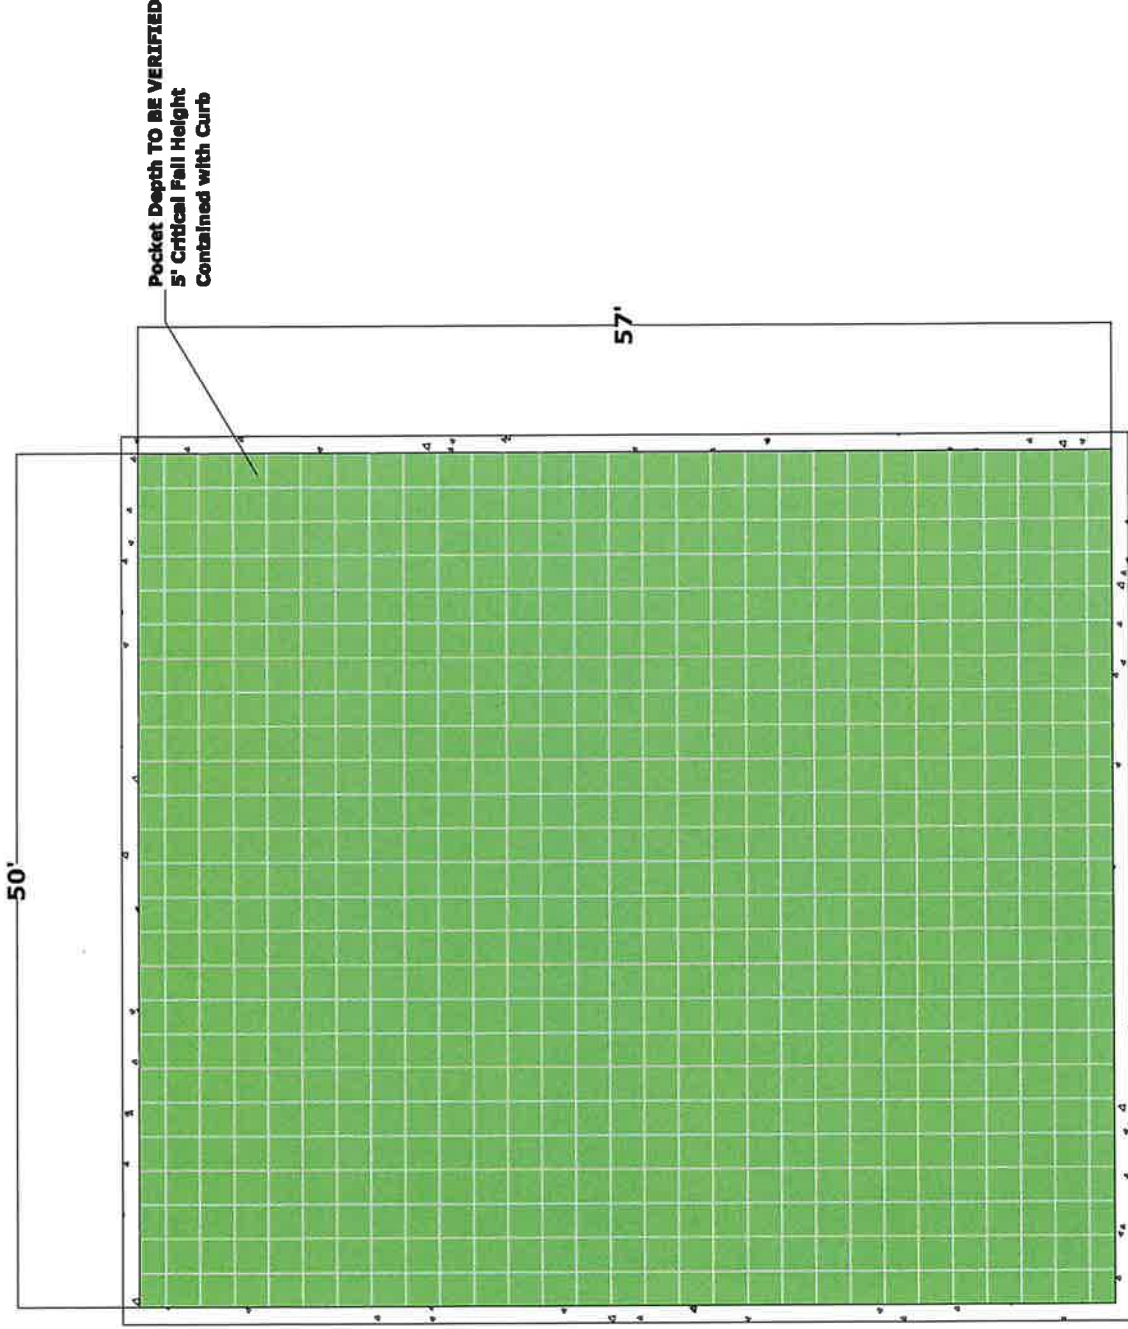 Pocket Depth TO BE VERIFIED
5' Critical Fall Height
Contained with Curb
57'
50'